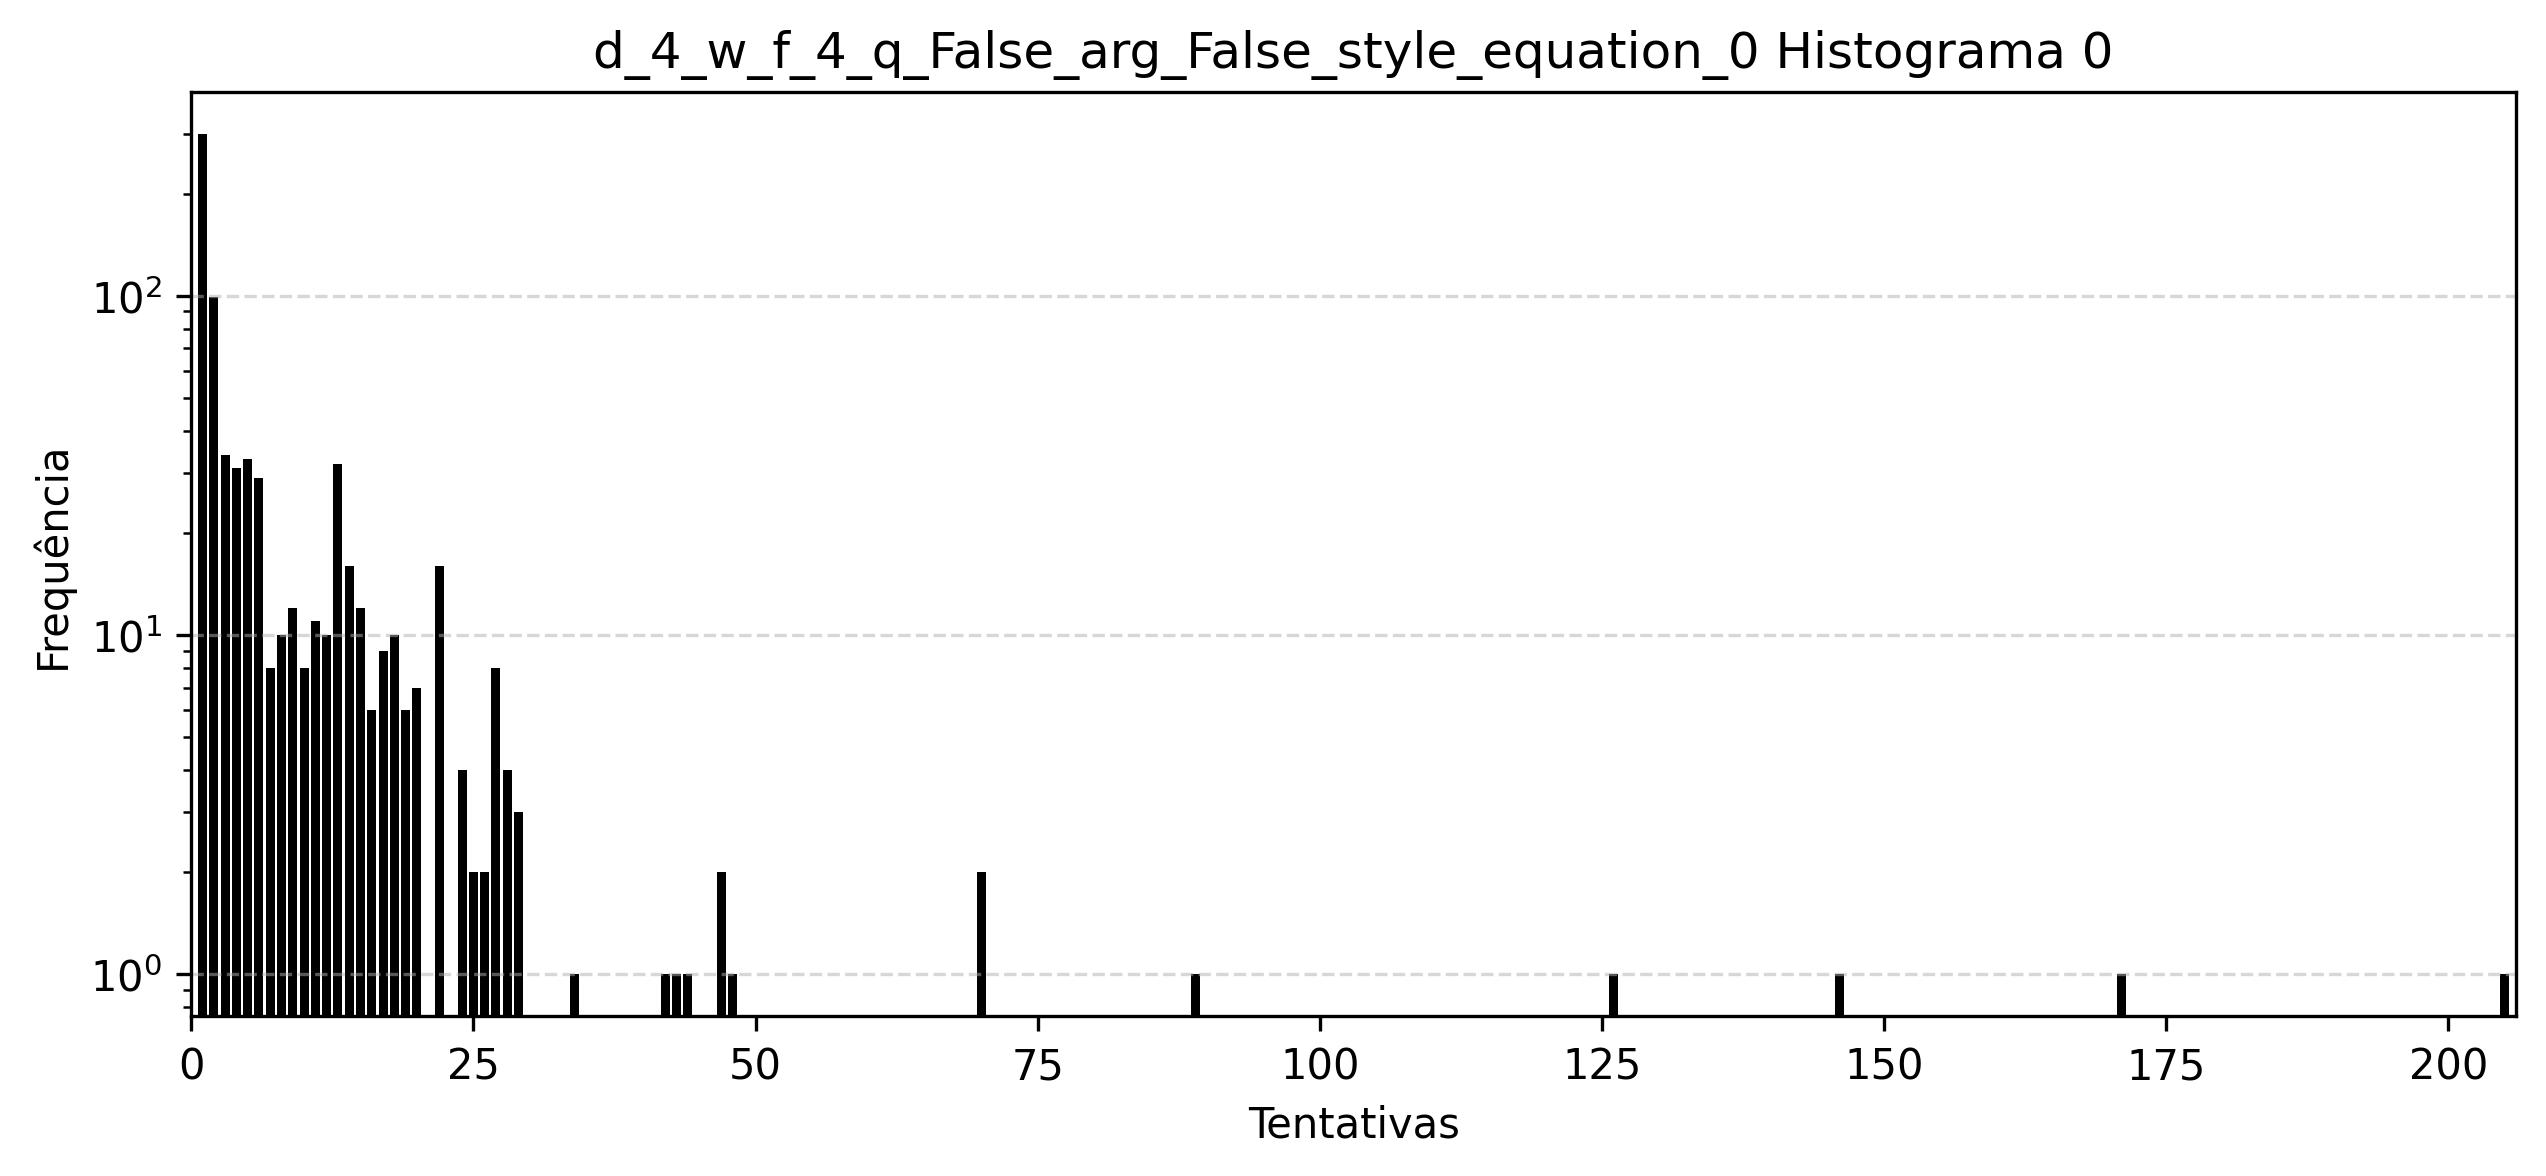 d_4_w_f_4_q_False_arg_False_style_equation_0 Histograma 0
Frequência
10²
10¹
10⁰
0 25 50 75 100 125 150 175 200
Tentativas